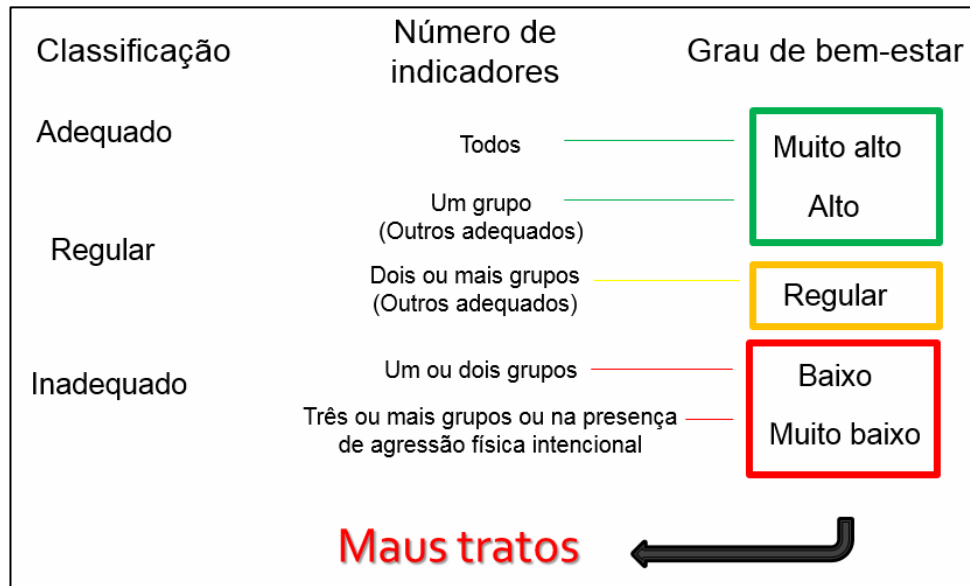 Classificação
Número de
indicadores
Grau de bem-estar
Adequado
Todos
Muito alto
Um grupo
(Outros adequados)
Alto
Regular
Dois ou mais grupos
(Outros adequados)
Regular
Inadequado
Um ou dois grupos
Baixo
Três ou mais grupos ou na presença
de agressão física intencional
Muito baixo
Maus tratos